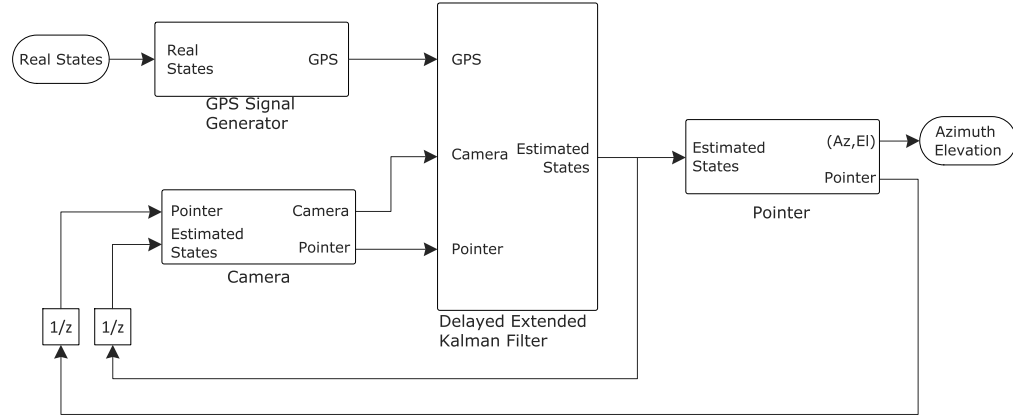 Real States
Real
States
GPS
GPS Signal
Generator
GPS
Camera
Estimated
States
Pointer
Delayed Extended
Kalman Filter
Pointer
Estimated
States
Camera
Pointer
Camera
1/z
1/z
Estimated
States
(Az,El)
Pointer
Pointer
Azimuth
Elevation